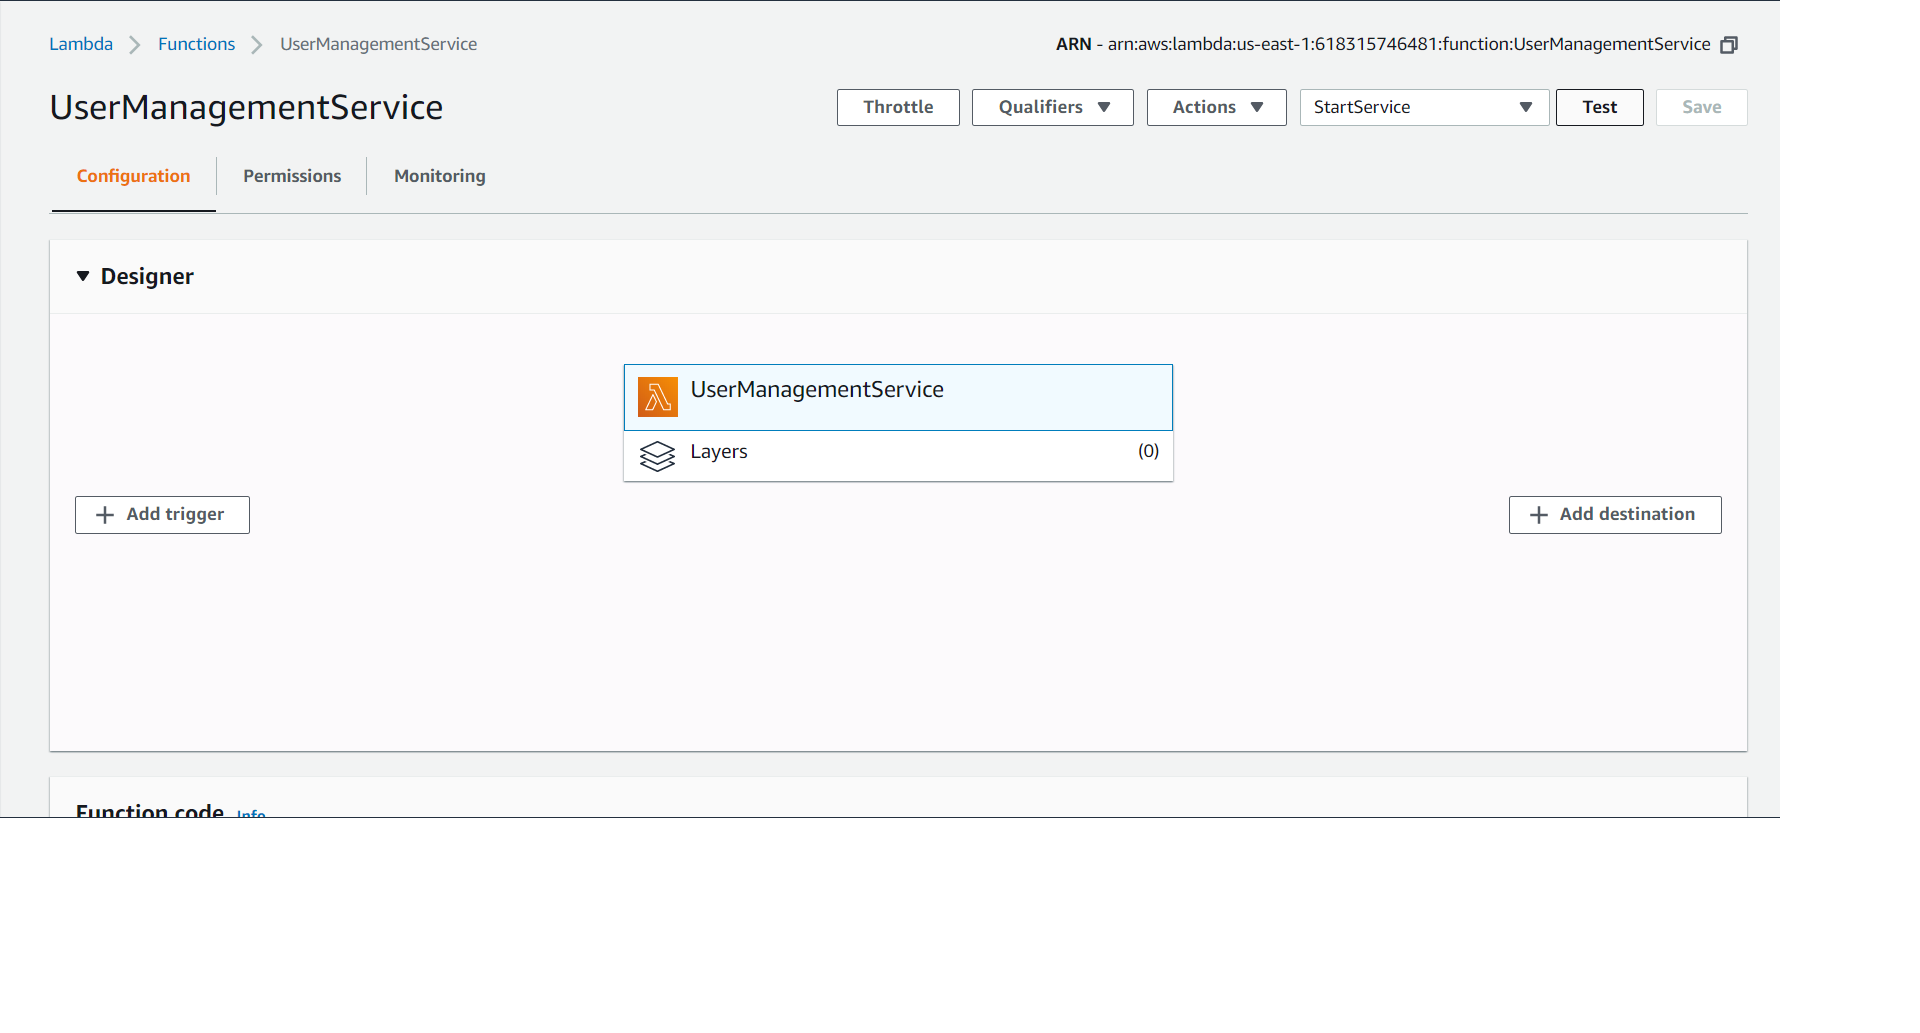 Lambda Functions UserManagementService
ARN - arn:aws:lambda:us-east-1:618315746481:function:UserManagementService
UserManagementService
Throttle Qualifiers Actions StartService Test Save
Configuration Permissions Monitoring
Designer
UserManagementService
Layers (0)
Add trigger
Add destination
Function code Info